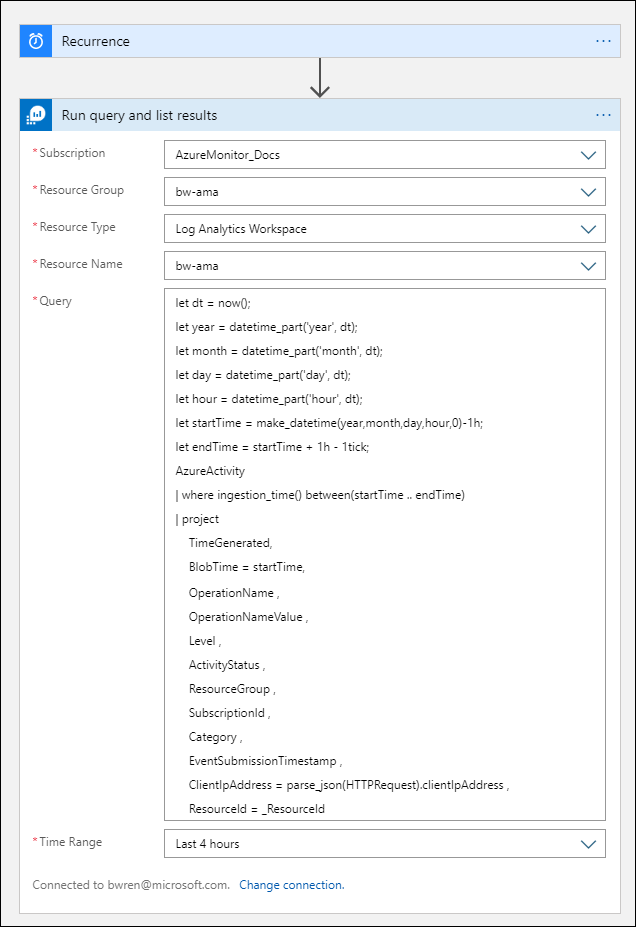 Recurrence
Run query and list results
* Subscription
AzureMonitor_Docs
* Resource Group
bw-ama
* Resource Type
Log Analytics Workspace
* Resource Name
bw-ama
* Query
let dt = now();
let year = datetime_part('year', dt);
let month = datetime_part('month', dt);
let day = datetime_part('day', dt);
let hour = datetime_part('hour', dt);
let startTime = make_datetime(year,month,day,hour,0)-1h;
let endTime = startTime + 1h - 1tick;
AzureActivity
| where ingestion_time() between(startTime .. endTime)
| project
TimeGenerated,
BlobTime = startTime,
OperationName ,
OperationNameValue ,
Level ,
ActivityStatus ,
ResourceGroup ,
SubscriptionId ,
Category ,
EventSubmissionTimestamp ,
ClientIpAddress = parse_json(HTTPRequest).clientIpAddress ,
ResourceId = _ResourceId
* Time Range
Last 4 hours
Connected to bwren@microsoft.com. Change connection.